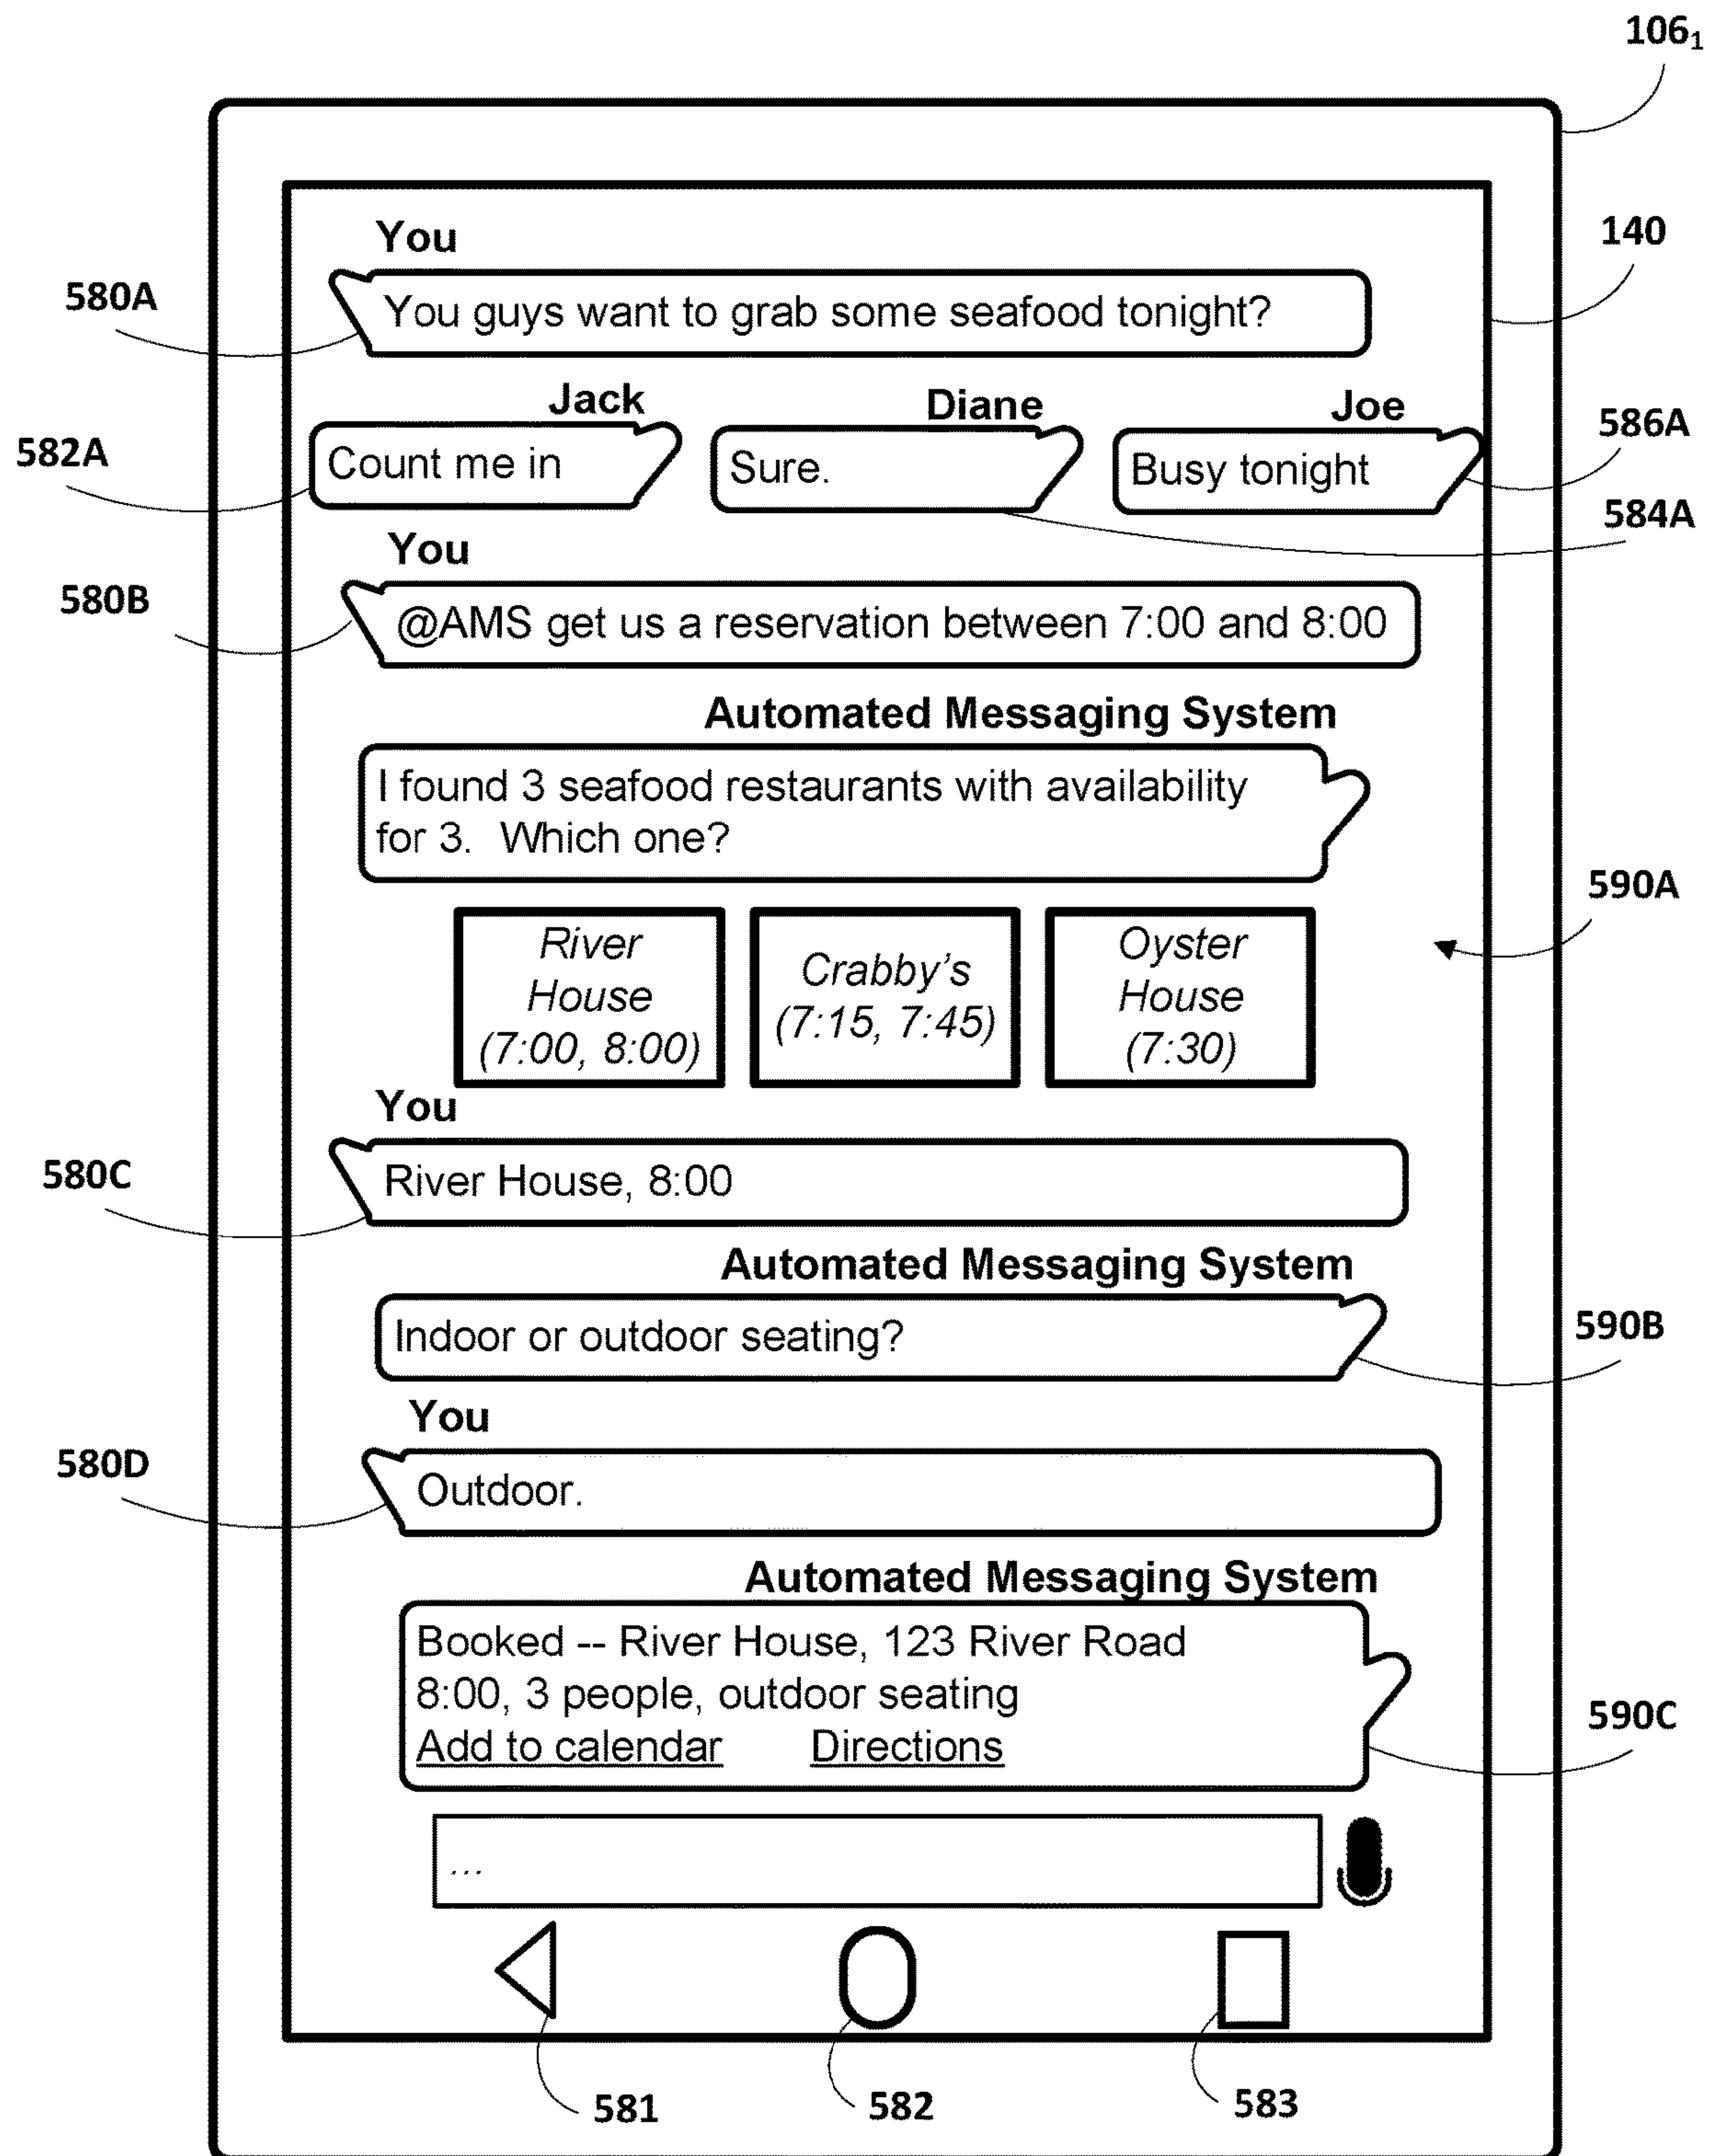 106₁
You
140
580A
You guys want to grab some seafood tonight?
Jack
Diane
Joe
582A
Count me in
Sure.
Busy tonight
586A
584A
You
580B
@AMS get us a reservation between 7:00 and 8:00
Automated Messaging System
I found 3 seafood restaurants with availability
for 3. Which one?
590A
River
House
(7:00, 8:00)
Crabby's
(7:15, 7:45)
Oyster
House
(7:30)
You
580C
River House, 8:00
Automated Messaging System
Indoor or outdoor seating?
590B
You
580D
Outdoor.
Automated Messaging System
Booked -- River House, 123 River Road
8:00, 3 people, outdoor seating
Add to calendar Directions
590C
...
581
582
583